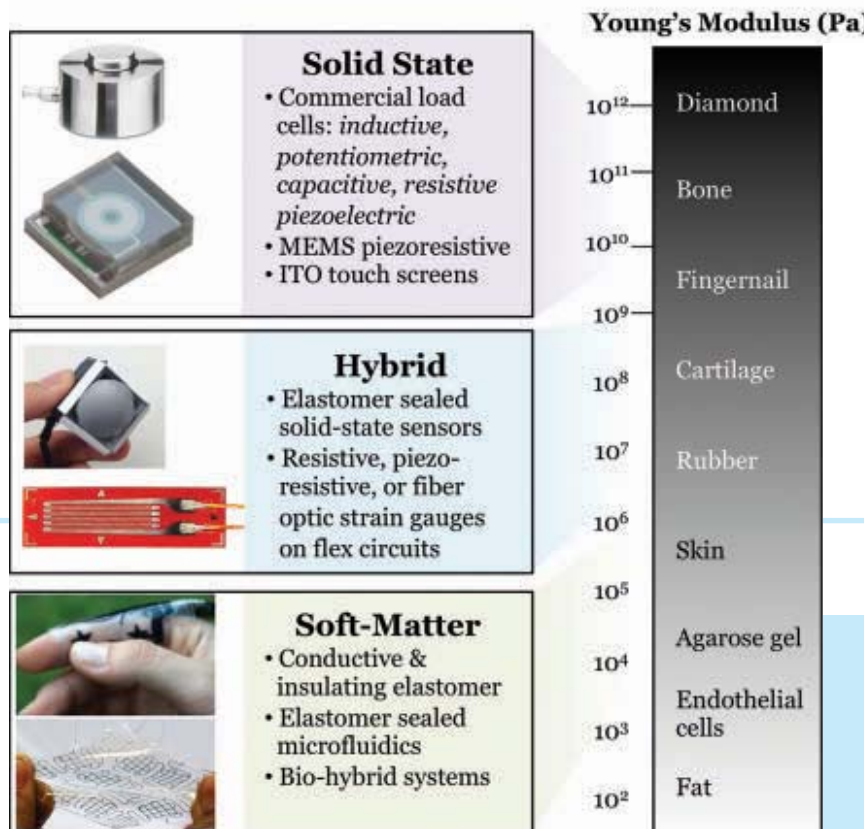 Young's Modulus (Pa)
Solid State
• Commercial load
cells: inductive,
potentiometric,
capacitive, resistive
piezoelectric
• MEMS piezoresistive
• ITO touch screens
Hybrid
• Elastomer sealed
solid-state sensors
• Resistive, piezo-
resistive, or fiber
optic strain gauges
on flex circuits
Soft-Matter
• Conductive &
insulating elastomer
• Elastomer sealed
microfluidics
• Bio-hybrid systems
10¹² Diamond
10¹¹ Bone
10¹⁰
Fingernail
10⁹
10⁸ Cartilage
10⁷ Rubber
10⁶
Skin
10⁵
Agarose gel
10⁴
Endothelial
cells
10³
10² Fat